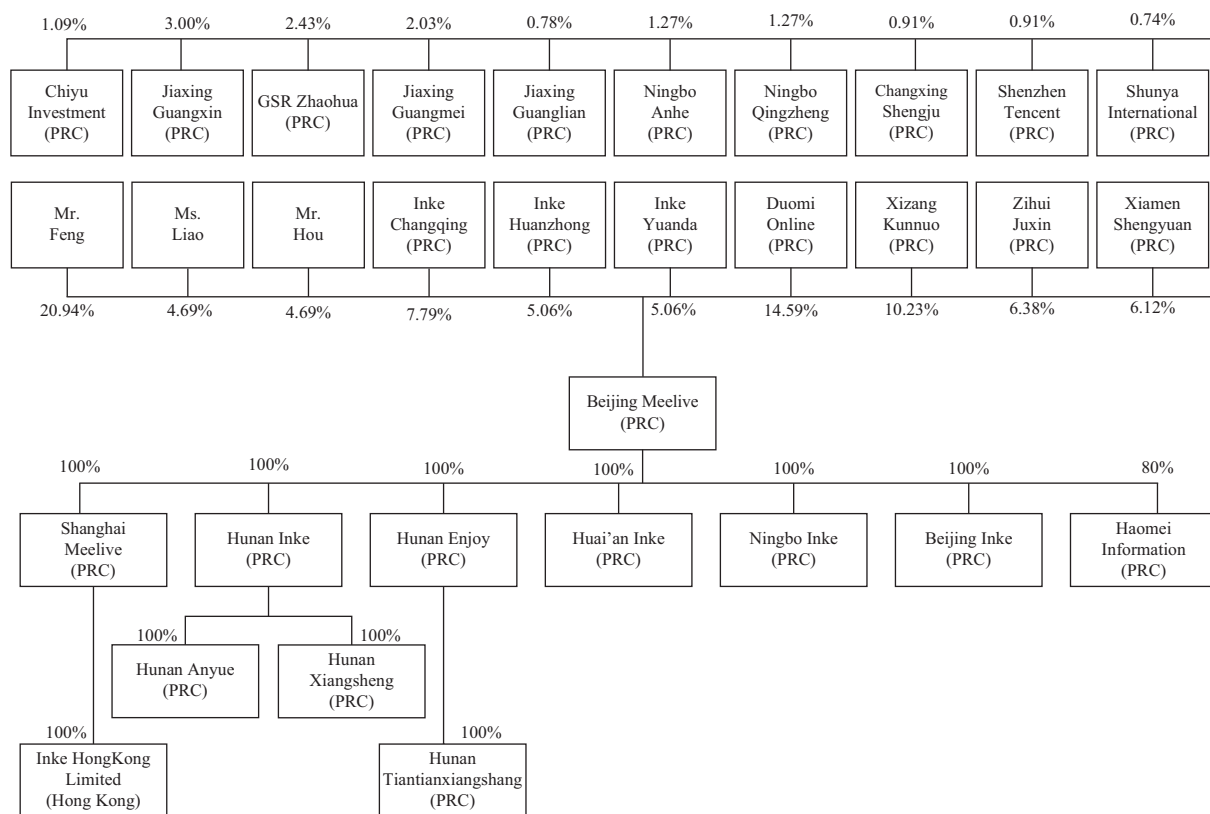 1.09% 3.00% 2.43% 2.03% 0.78% 1.27% 1.27% 0.91% 0.91% 0.74%
Chiyu
Investment
(PRC)
Jiaxing
Guangxin
(PRC)
GSR Zhaohua
(PRC)
Jiaxing
Guangmei
(PRC)
Jiaxing
Guanglian
(PRC)
Ningbo
Anhe
(PRC)
Ningbo
Qingzheng
(PRC)
Changxing
Shengju
(PRC)
Shenzhen
Tencent
(PRC)
Shunya
International
(PRC)
Mr.
Feng
Ms.
Liao
Mr.
Hou
Inke
Changqing
(PRC)
Inke
Huanzhong
(PRC)
Inke
Yuanda
(PRC)
Duomi
Online
(PRC)
Xizang
Kunnuo
(PRC)
Zihui
Juxin
(PRC)
Xiamen
Shengyuan
(PRC)
20.94% 4.69% 4.69% 7.79% 5.06% 5.06% 14.59% 10.23% 6.38% 6.12%
Beijing Meelive
(PRC)
100% 100% 100% 100% 100% 100% 80%
Shanghai
Meelive
(PRC)
Hunan Inke
(PRC)
Hunan Enjoy
(PRC)
Huai’an Inke
(PRC)
Ningbo Inke
(PRC)
Beijing Inke
(PRC)
Haomei
Information
(PRC)
100% 100%
Hunan Anyue
(PRC)
Hunan
Xiangsheng
(PRC)
100% 100%
Inke HongKong
Limited
(Hong Kong)
Hunan
Tiantianxiangshang
(PRC)